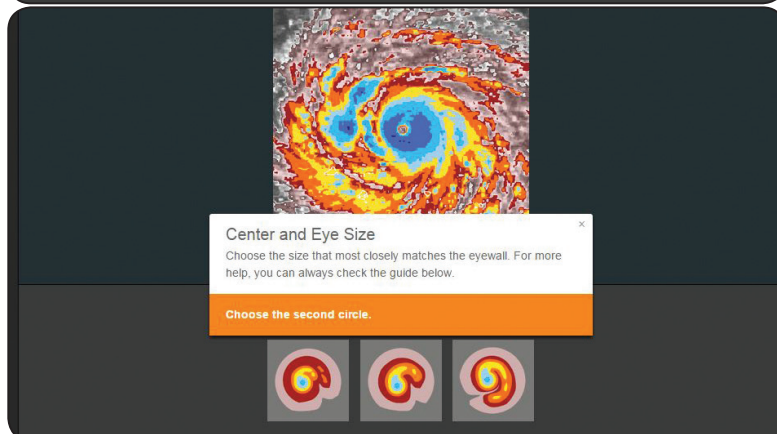 ×
Center and Eye Size
Choose the size that most closely matches the eyewall. For more
help, you can always check the guide below.
Choose the second circle.